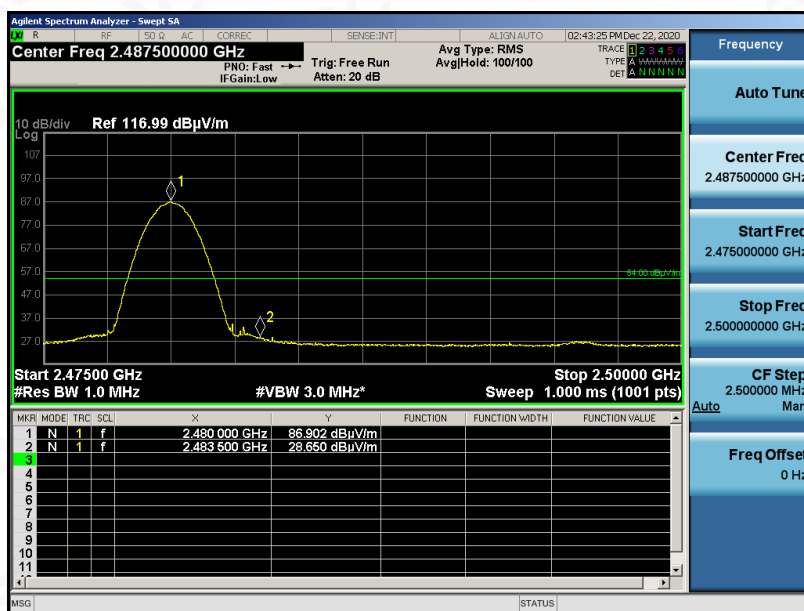 Agilent Spectrum Analyzer - Swept SA
LXI R RF 50 Ω AC CORREC SENSE:INT ALIGN AUTO 02:43:25 PM Dec 22, 2020
Center Freq 2.487500000 GHz
PNO: Fast
IFGain:Low
Trig: Free Run
Atten: 20 dB
Avg Type: RMS
Avg|Hold: 100/100
TRACE 1 2 3 4 5 6
TYPE A WWWWW
DET A N N N N N
10 dB/div
Log
Ref 116.99 dBµV/m
107
97.0
87.0
77.0
67.0
57.0
47.0
37.0
27.0
1
2
54.00 dBµV/m
Start 2.47500 GHz Stop 2.50000 GHz
#Res BW 1.0 MHz #VBW 3.0 MHz* Sweep 1.000 ms (1001 pts)
MKR MODE TRC SCL X Y FUNCTION FUNCTION WIDTH FUNCTION VALUE
1 N 1 f 2.480 000 GHz 86.902 dBµV/m
2 N 1 f 2.483 500 GHz 28.650 dBµV/m
3
4
5
6
7
8
9
10
11
MSG STATUS
Frequency
Auto Tune
Center Freq
2.487500000 GHz
Start Freq
2.475000000 GHz
Stop Freq
2.500000000 GHz
CF Step
2.500000 MHz
Auto Man
Freq Offset
0 Hz